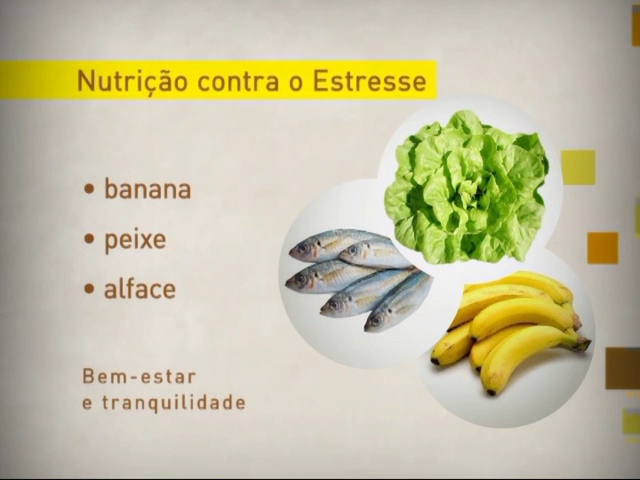 Nutrição contra o Estresse
• banana
• peixe
• alface
Bem-estar
e tranquilidade